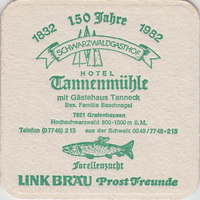 150 Jahre
1832 1982
SCHWARZWALDGASTHOF
HOTEL
Tannenmühle
mit Gästehaus Tanneck
Bes. Familie Baschnagel
7821 Grafenhausen
Hochschwarzwald 800-1000 m ü.M.
Telefon (07748) 215 aus der Schweiz 0049/7748-215
Forellenzucht
LINK BRÄU Prost Freunde